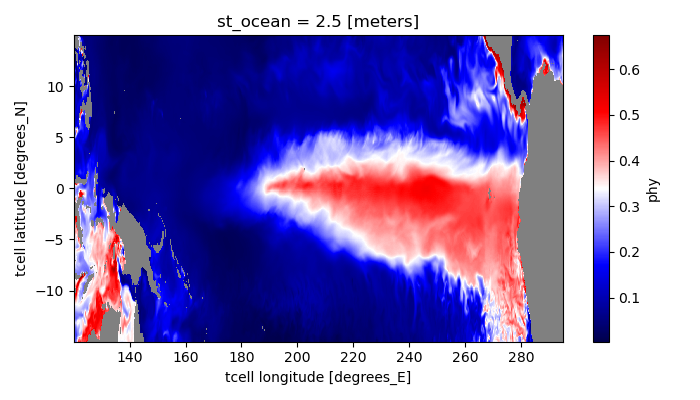 st_ocean = 2.5 [meters]
10
5
0
−5
−10
tcell latitude [degrees_N]
140 160 180 200 220 240 260 280
tcell longitude [degrees_E]
0.6
0.5
0.4
0.3
0.2
0.1
phy